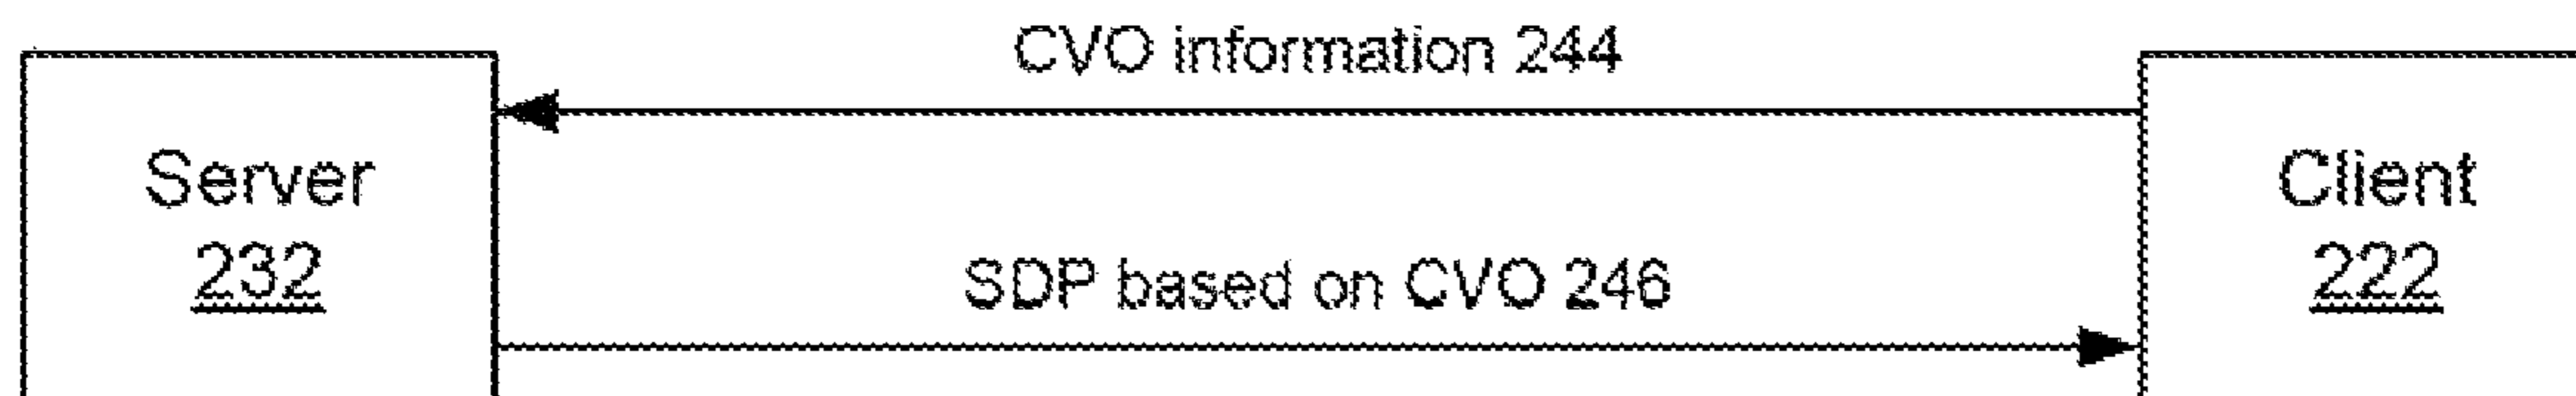 CVO information 244
Server
232
Client
222
SDP based on CVO 246